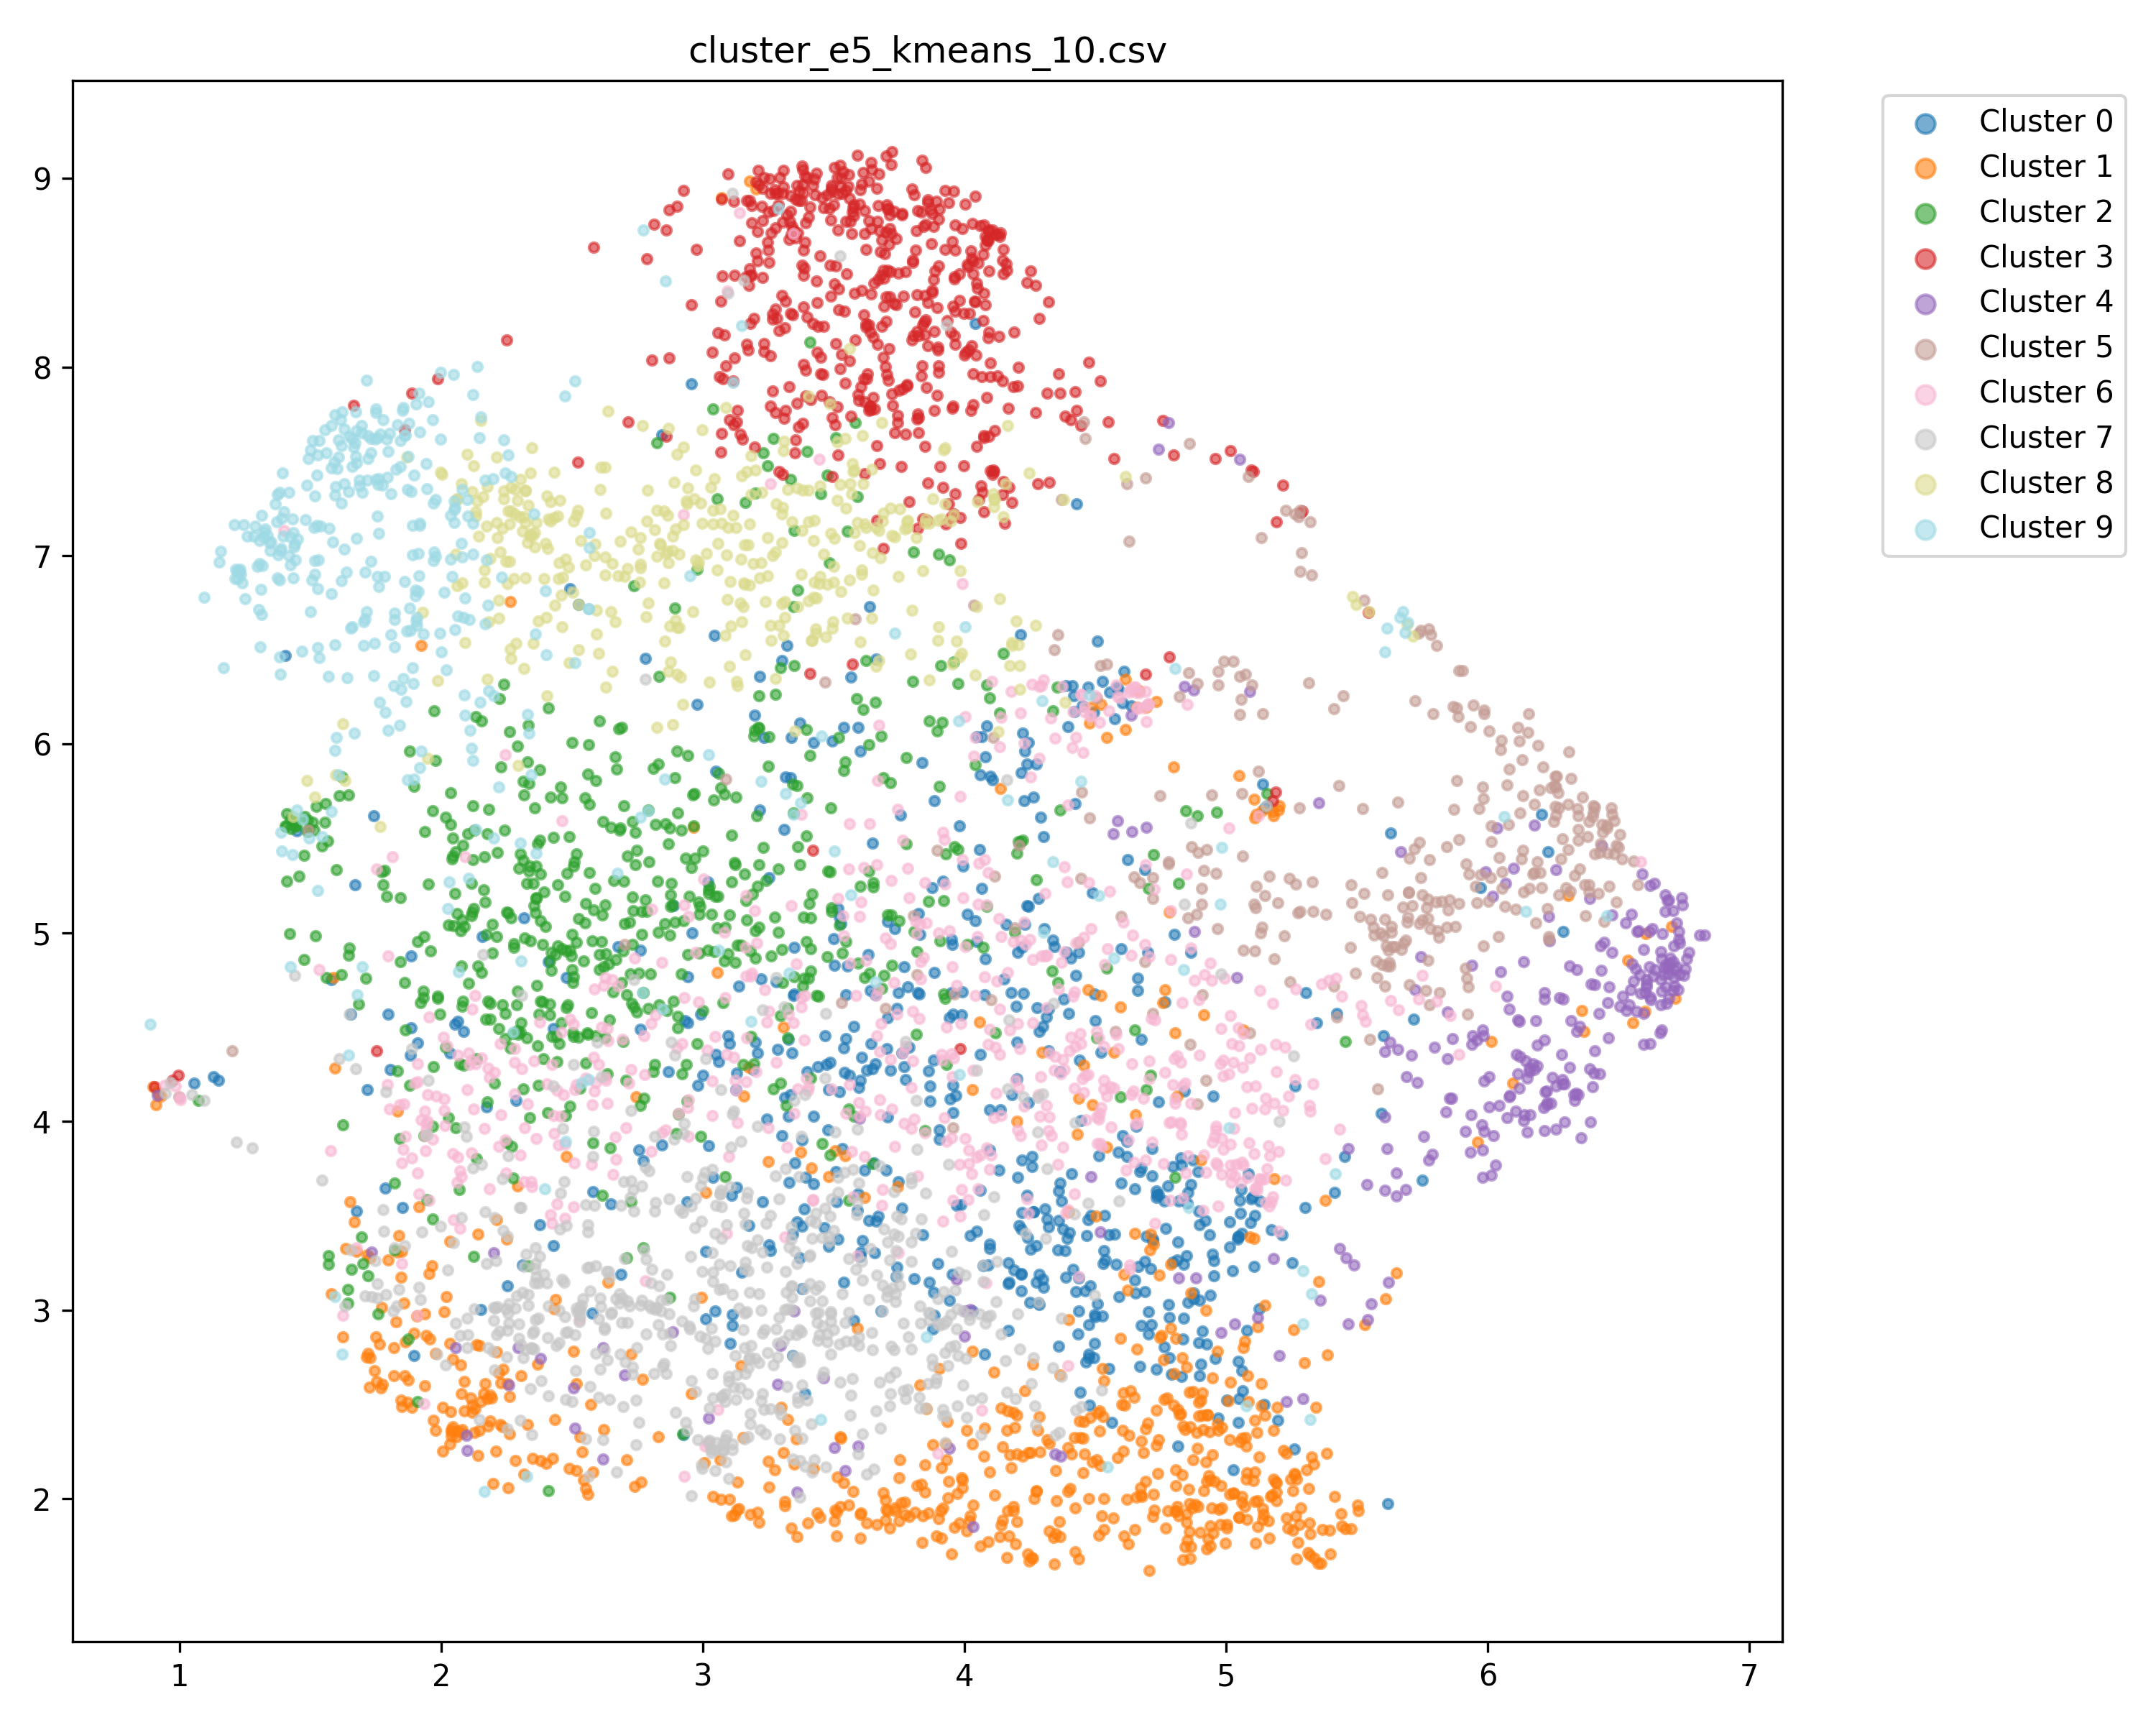 cluster_e5_kmeans_10.csv
9
8
7
6
5
4
3
2
1 2 3 4 5 6 7
Cluster 0
Cluster 1
Cluster 2
Cluster 3
Cluster 4
Cluster 5
Cluster 6
Cluster 7
Cluster 8
Cluster 9